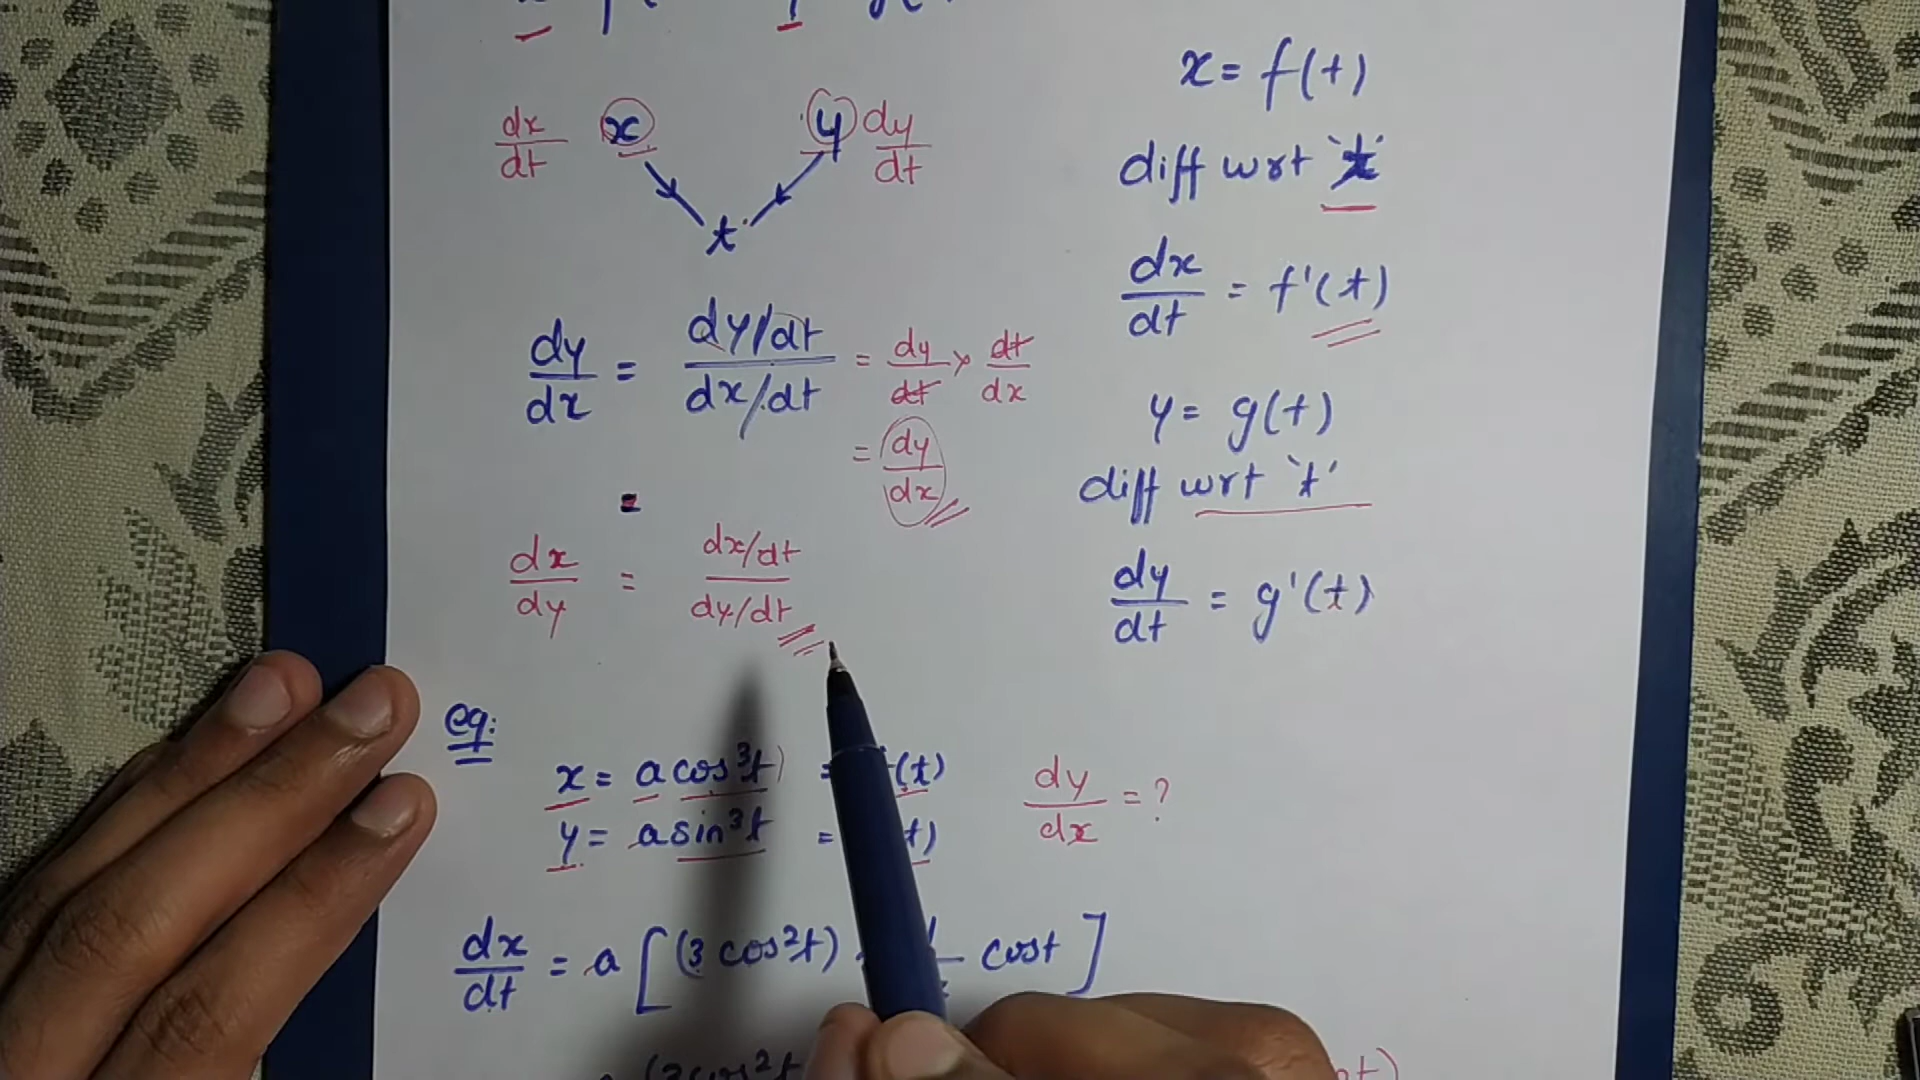 dx/dt x y dy/dt
t
dy/dx = (dy/dt)/(dx/dt) = dy/dt × dt/dx
= dy/dx
=
dx/dy = (dx/dt)/(dy/dt)
x = f(t)
diff wrt 't'
dx/dt = f'(t)
y = g(t)
diff wrt 't'
dy/dt = g'(t)
eg:
x = a cos³t = (t) dy/dx = ?
y = a sin³t = t)
dx/dt = a [(3 cos²t) cost]